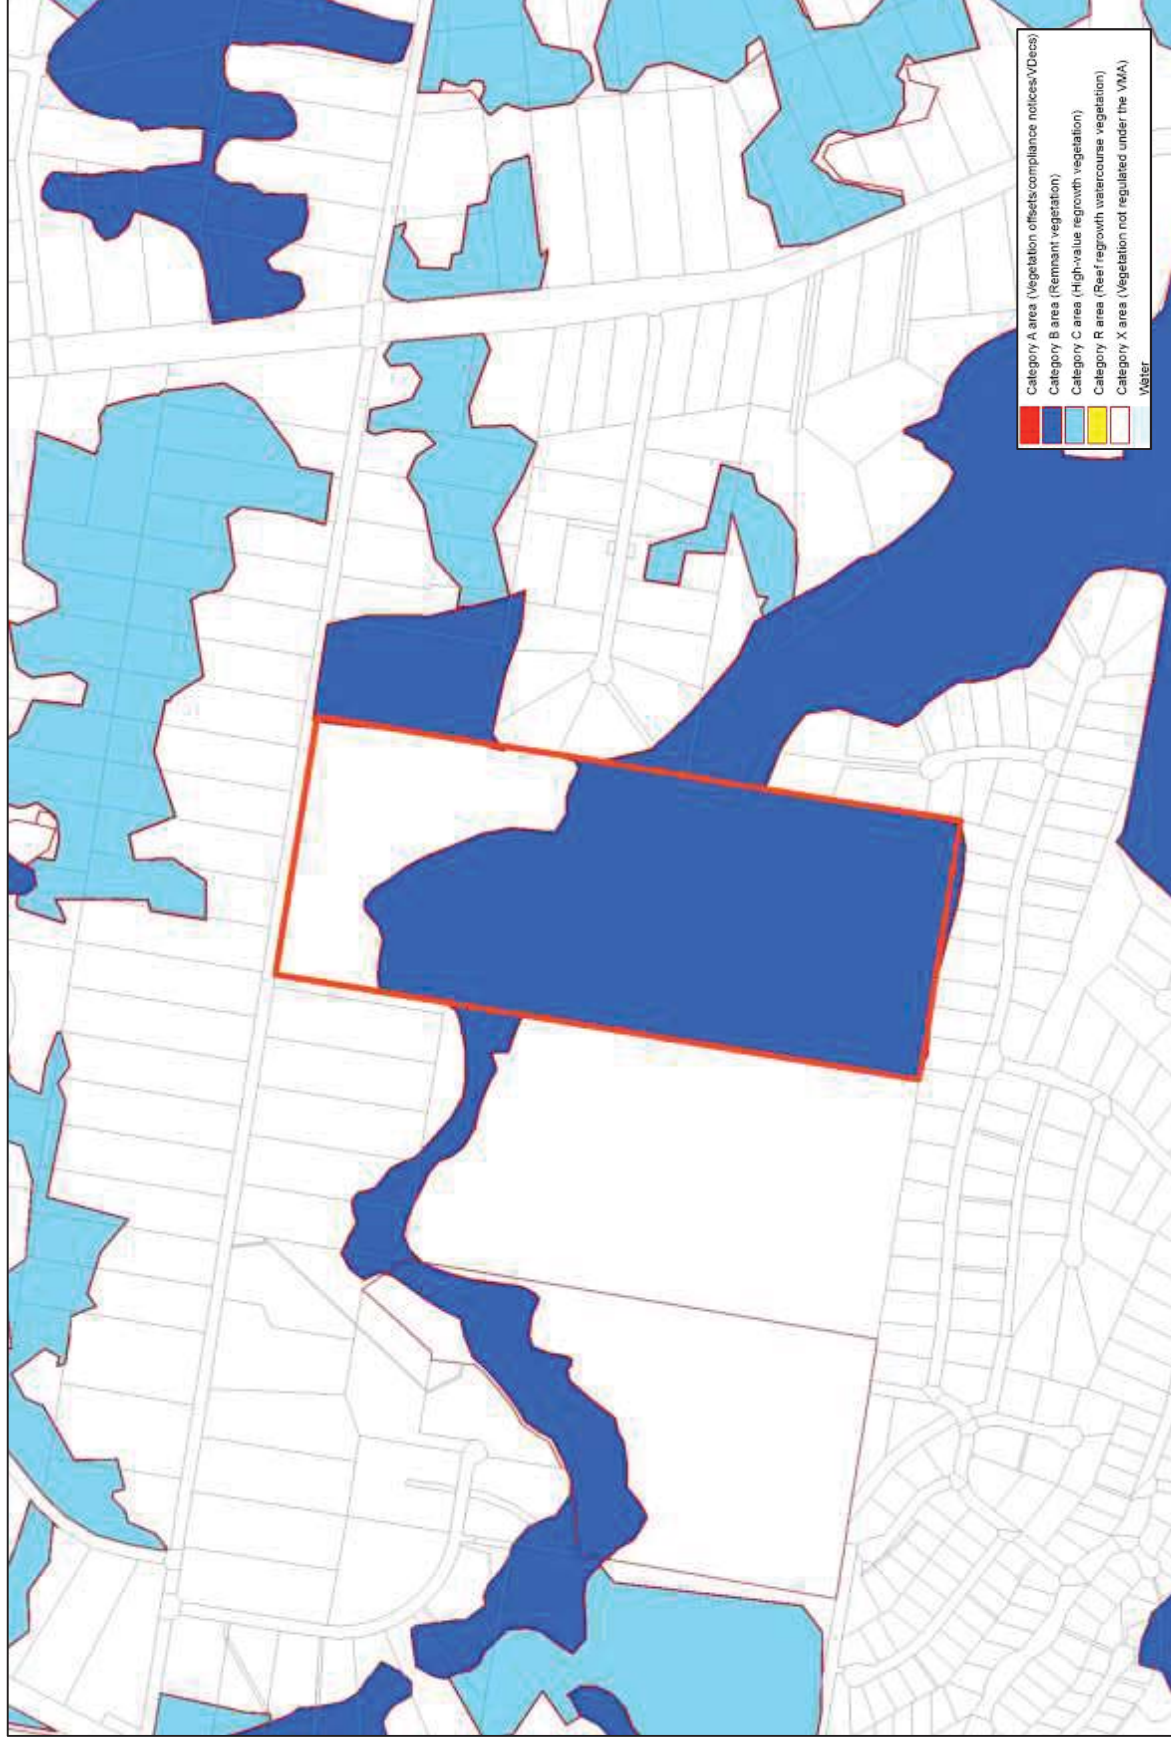 Category A area (Vegetation offsets/compliance notices/VDecs)
Category B area (Remnant vegetation)
Category C area (High-value regrowth vegetation)
Category R area (Reef regrowth watercourse vegetation)
Category X area (Vegetation not regulated under the VMA)
Water